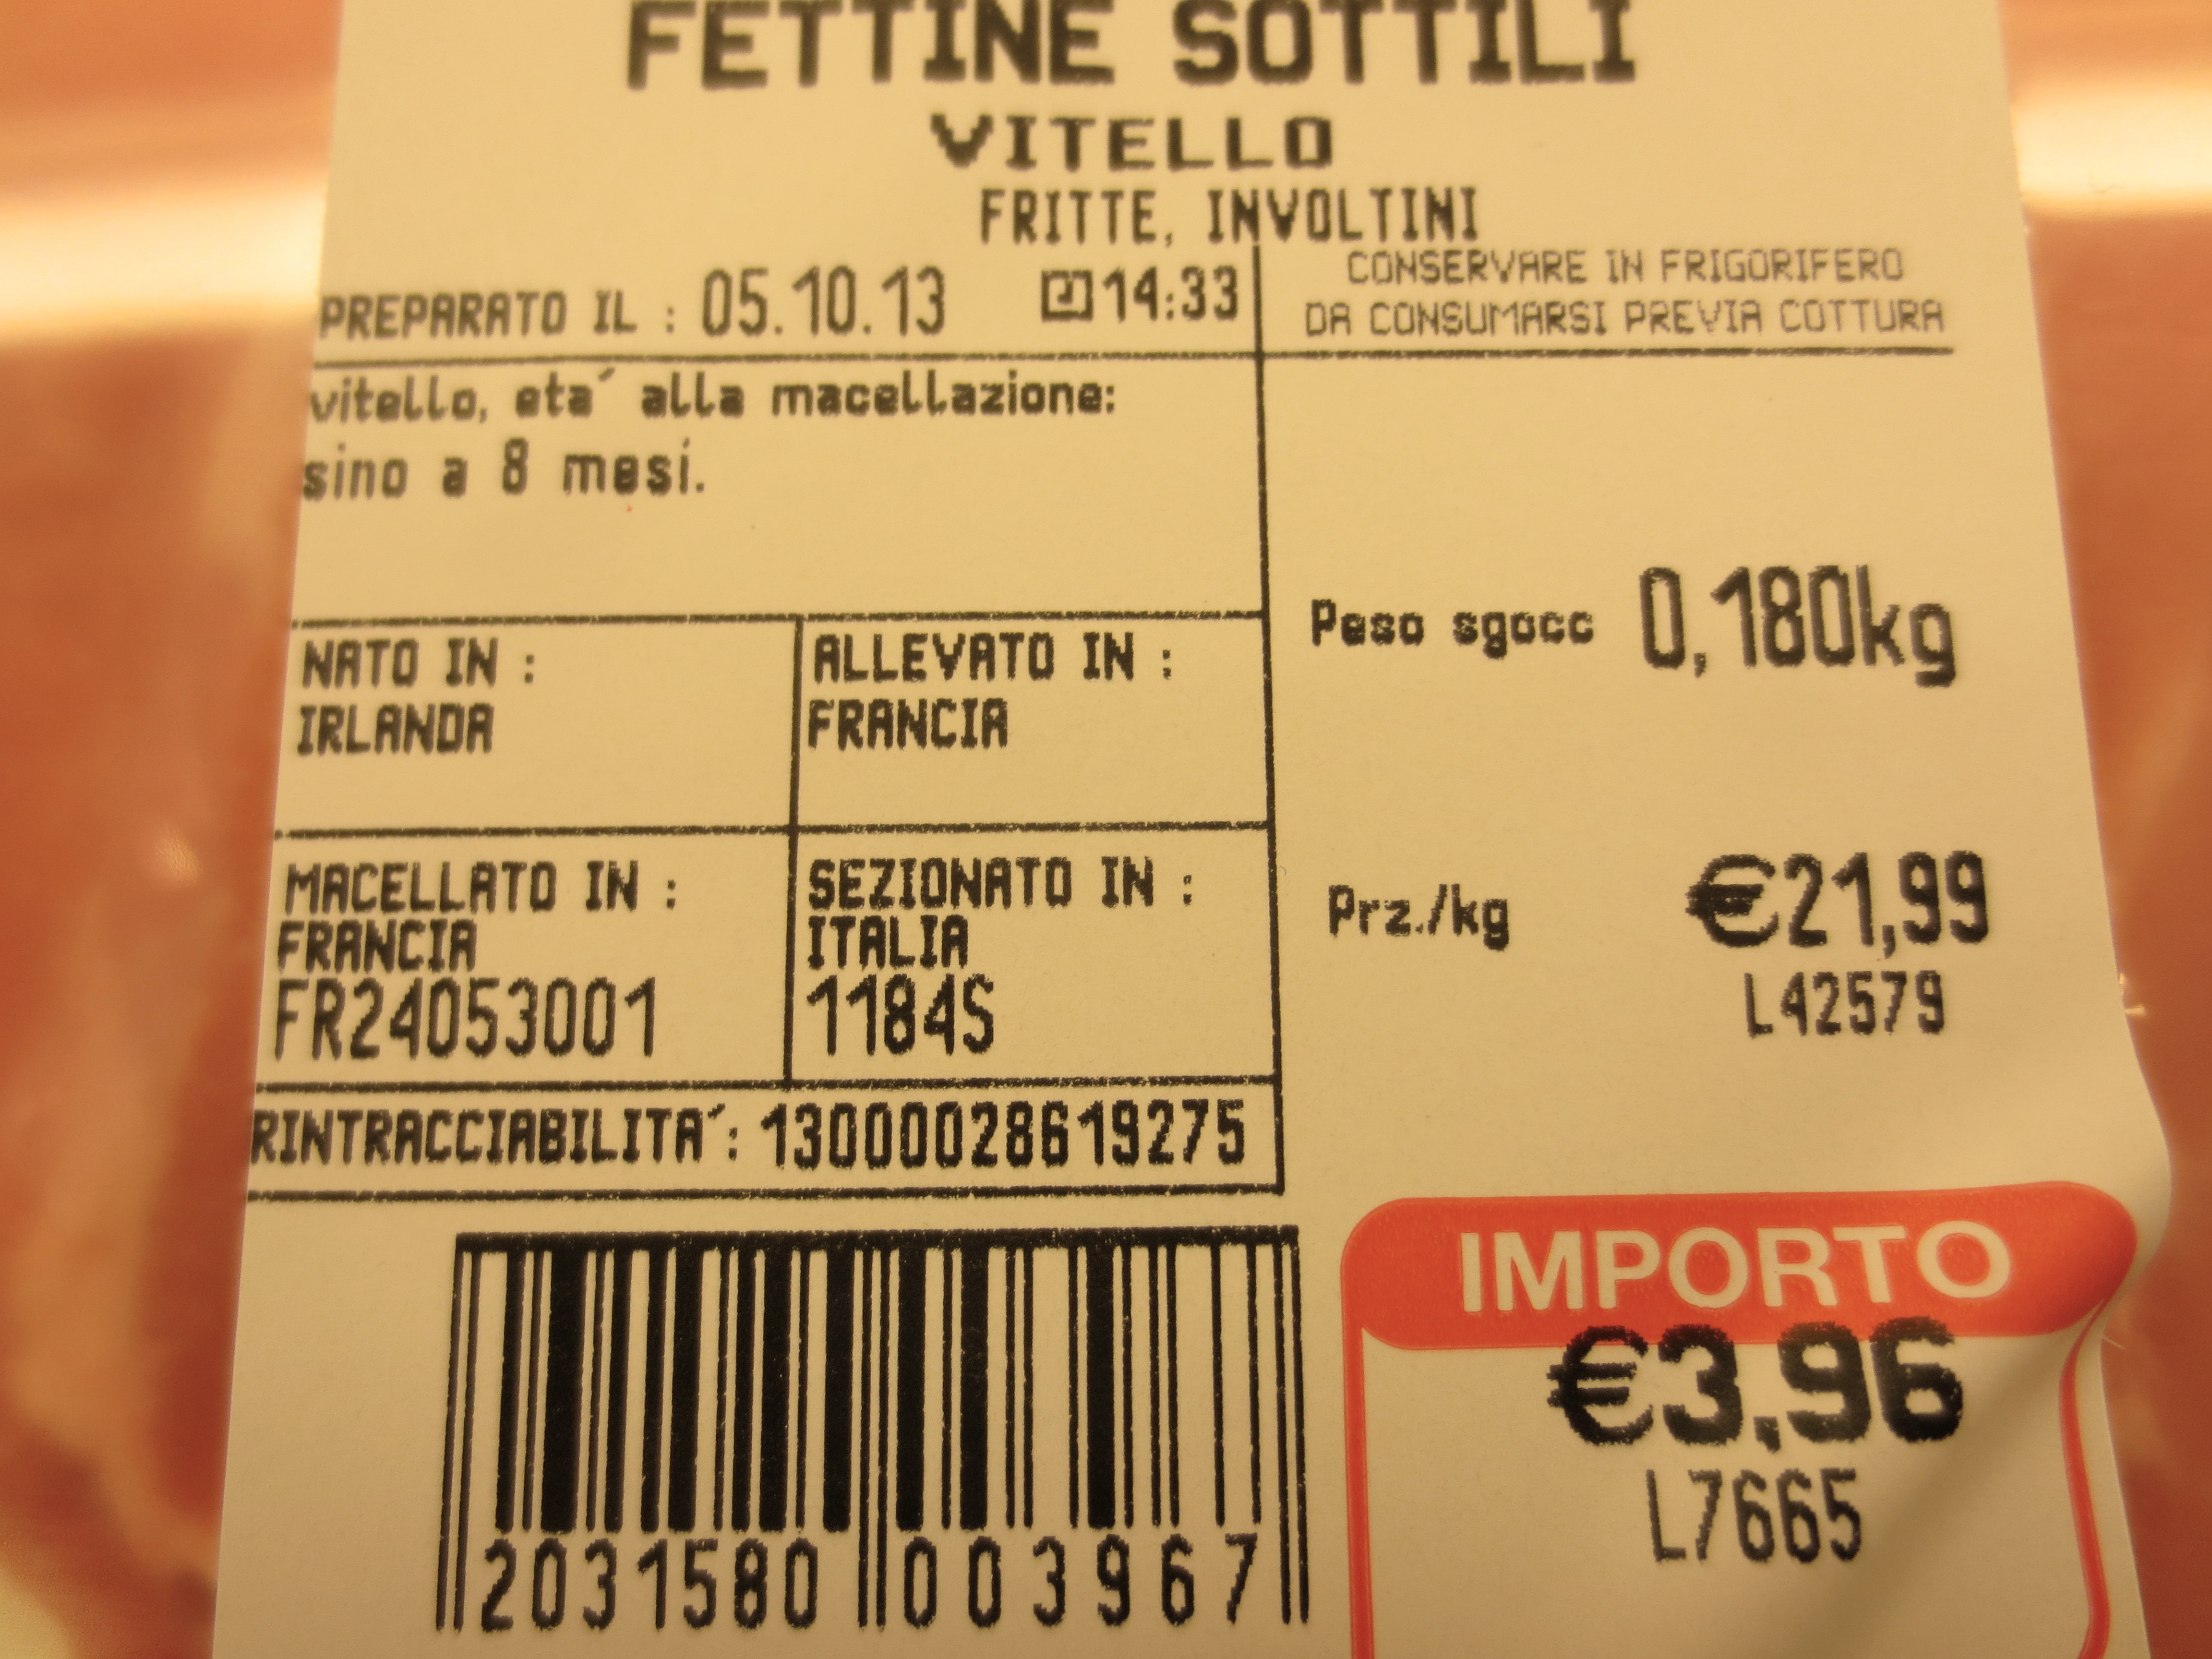 FETTINE SOTTILI
VITELLO
FRITTE, INVOLTINI
PREPARATO IL : 05.10.13 14:33
CONSERVARE IN FRIGORIFERO
DA CONSUMARSI PREVIA COTTURA
vitello, eta´ alla macellazione:
sino a 8 mesi.
Peso sgocc 0,180kg
NATO IN :
IRLANDA
ALLEVATO IN :
FRANCIA
Prz./kg €21,99
L42579
MACELLATO IN :
FRANCIA
FR24053001
SEZIONATO IN :
ITALIA
1184S
RINTRACCIABILITA´: 13000028619275
IMPORTO
€3,96
L7665
2031580 003967